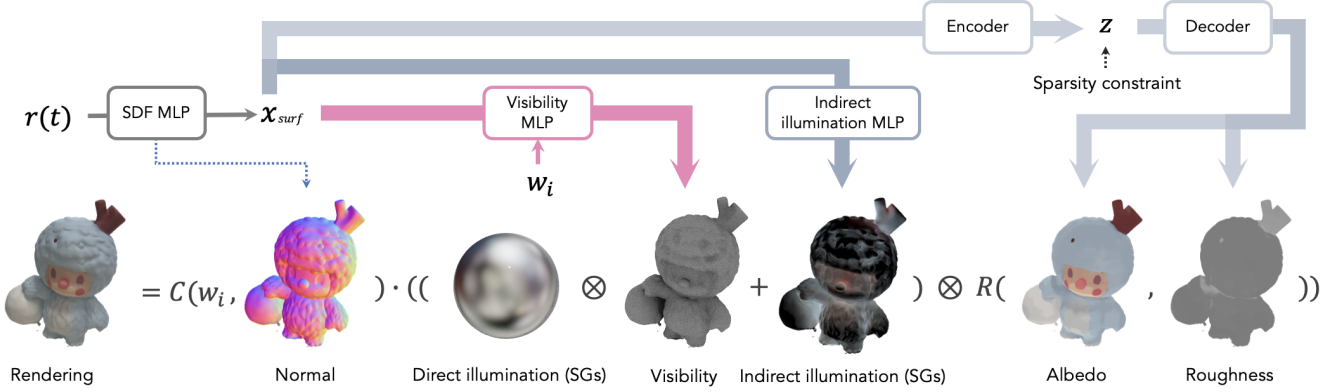 Encoder
z
Decoder
Sparsity constraint
r(t)
SDF MLP
x surf
Visibility
MLP
Indirect
illumination MLP
w_i
= C(w_i, ) · (( ⊗ + ) ⊗ R( , ))
Rendering
Normal
Direct illumination (SGs)
Visibility
Indirect illumination (SGs)
Albedo
Roughness